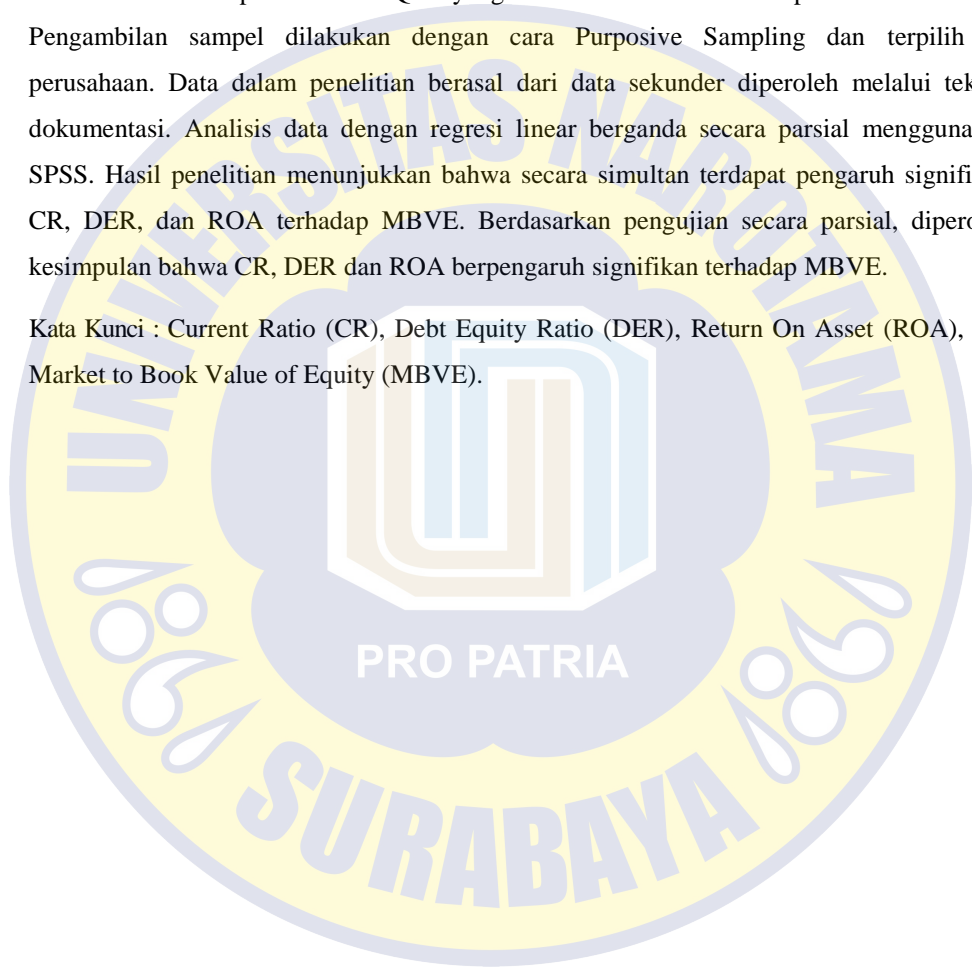 Pengambilan sampel dilakukan dengan cara Purposive Sampling dan terpilih
perusahaan. Data dalam penelitian berasal dari data sekunder diperoleh melalui tek
dokumentasi. Analisis data dengan regresi linear berganda secara parsial mengguna
SPSS. Hasil penelitian menunjukkan bahwa secara simultan terdapat pengaruh signifi
CR, DER, dan ROA terhadap MBVE. Berdasarkan pengujian secara parsial, dipero
kesimpulan bahwa CR, DER dan ROA berpengaruh signifikan terhadap MBVE.
Kata Kunci : Current Ratio (CR), Debt Equity Ratio (DER), Return On Asset (ROA),
Market to Book Value of Equity (MBVE).
UNIVERSITAS NAROTAMA
PRO PATRIA
SURABAYA